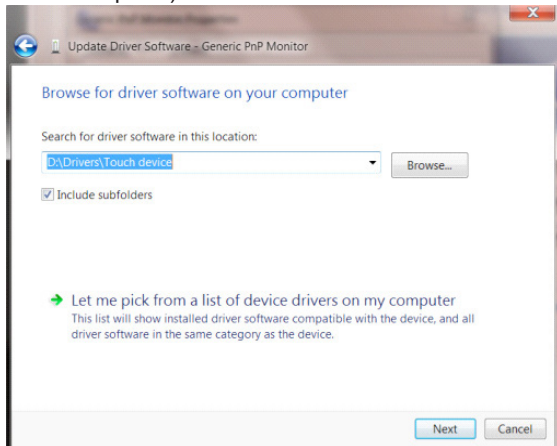 Update Driver Software - Generic PnP Monitor
Browse for driver software on your computer
Search for driver software in this location:
D:\Drivers\Touch device
Browse...
Include subfolders
Let me pick from a list of device drivers on my computer
This list will show installed driver software compatible with the device, and all
driver software in the same category as the device.
Next Cancel